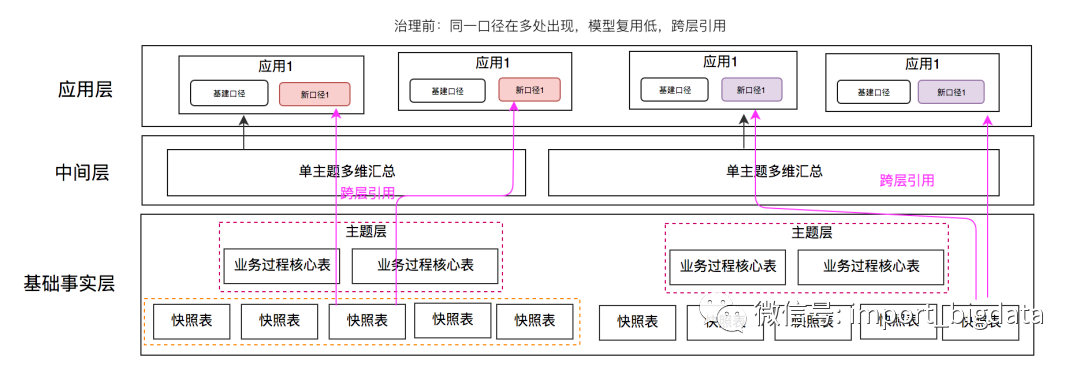 治理前：同一口径在多处出现，模型复用低，跨层引用
应用层
应用1
基建口径
新口径1
应用1
基建口径
新口径1
应用1
基建口径
新口径1
应用1
基建口径
新口径1
中间层
单主题多维汇总
跨层引用
单主题多维汇总
跨层引用
基础事实层
主题层
业务过程核心表
业务过程核心表
主题层
业务过程核心表
业务过程核心表
快照表
快照表
快照表
快照表
快照表
快照表
快照表
快照表
快照表
快照表
微信号: import_bigdata